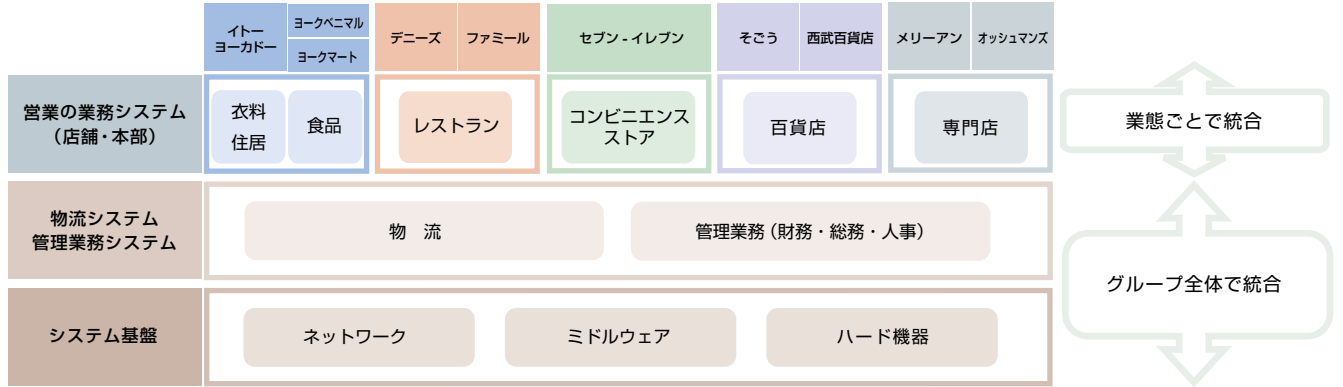 イトー
ヨーカドー
ヨークベニマル
ヨークマート
デニーズ
ファミール
セブン‐イレブン
そごう
西武百貨店
メリーアン
オッシュマンズ
営業の業務システム
（店舗・本部）
衣料
住居
食品
レストラン
コンビニエンス
ストア
百貨店
専門店
業態ごとで統合
物流システム
管理業務システム
物　流
管理業務（財務・総務・人事）
グループ全体で統合
システム基盤
ネットワーク
ミドルウェア
ハード機器